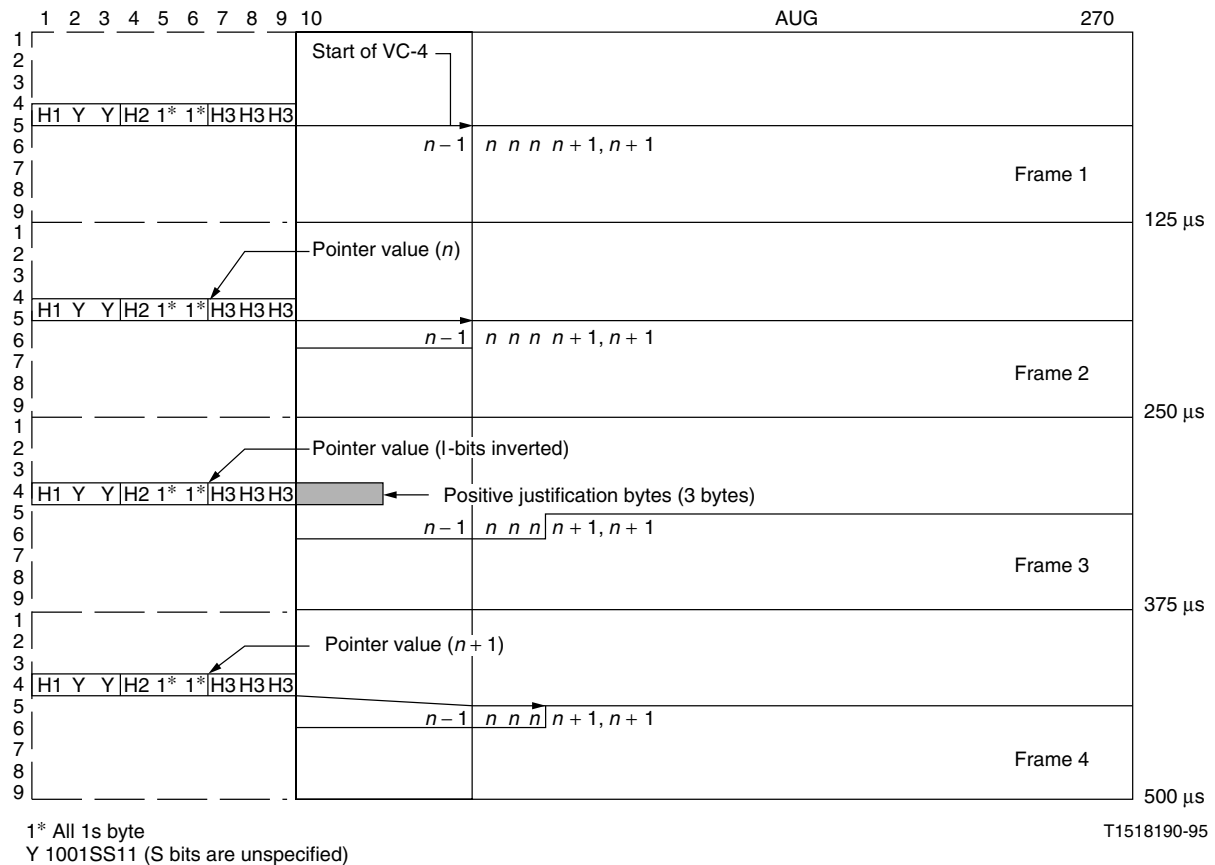 1 2 3 4 5 6 7 8 9 10 AUG 270
1
2
3
4
5
6
7
8
9
Start of VC-4
H1 Y Y H2 1* 1* H3 H3 H3
n – 1 n n n n + 1, n + 1
Frame 1
125 µs
1
2
3
4
5
6
7
8
9
Pointer value (n)
H1 Y Y H2 1* 1* H3 H3 H3
n – 1 n n n n + 1, n + 1
Frame 2
250 µs
1
2
3
4
5
6
7
8
9
Pointer value (I-bits inverted)
H1 Y Y H2 1* 1* H3 H3 H3
Positive justification bytes (3 bytes)
n – 1 n n n n + 1, n + 1
Frame 3
375 µs
1
2
3
4
5
6
7
8
9
Pointer value (n + 1)
H1 Y Y H2 1* 1* H3 H3 H3
n – 1 n n n n + 1, n + 1
Frame 4
500 µs
1* All 1s byte
T1518190-95
Y 1001SS11 (S bits are unspecified)